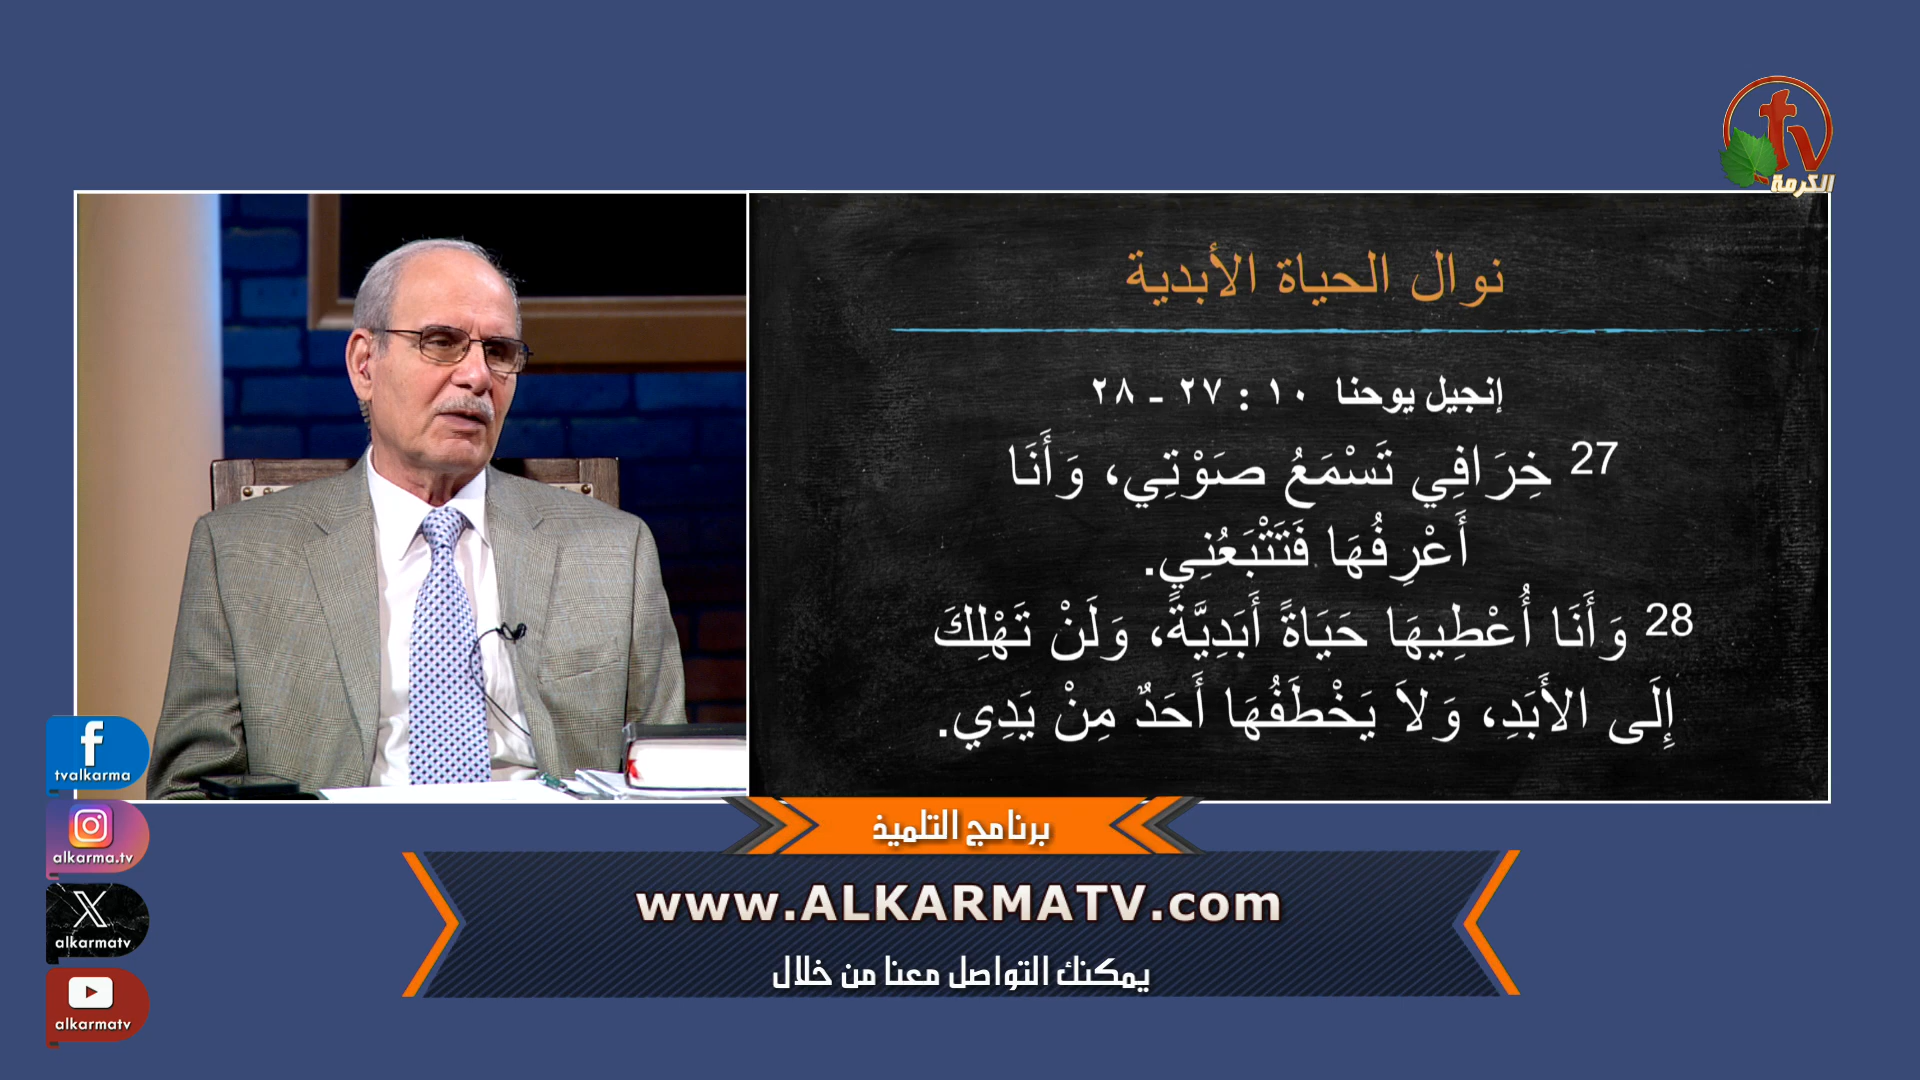 tv
الكرمة
نوال الحياة الأبدية
إنجيل يوحنا ١٠ : ٢٧ - ٢٨
27 خِرَافِي تَسْمَعُ صَوْتِي، وَأَنَا
أَعْرِفُهَا فَتَتْبَعُنِي.
28 وَأَنَا أُعْطِيهَا حَيَاةً أَبَدِيَّةً، وَلَنْ تَهْلِكَ
إِلَى الأَبَدِ، وَلاَ يَخْطَفُهَا أَحَدٌ مِنْ يَدِي.
tvalkarma
alkarma.tv
alkarmatv
alkarmatv
برنامج التلميذ
www.ALKARMATV.com
يمكنك التواصل معنا من خلال